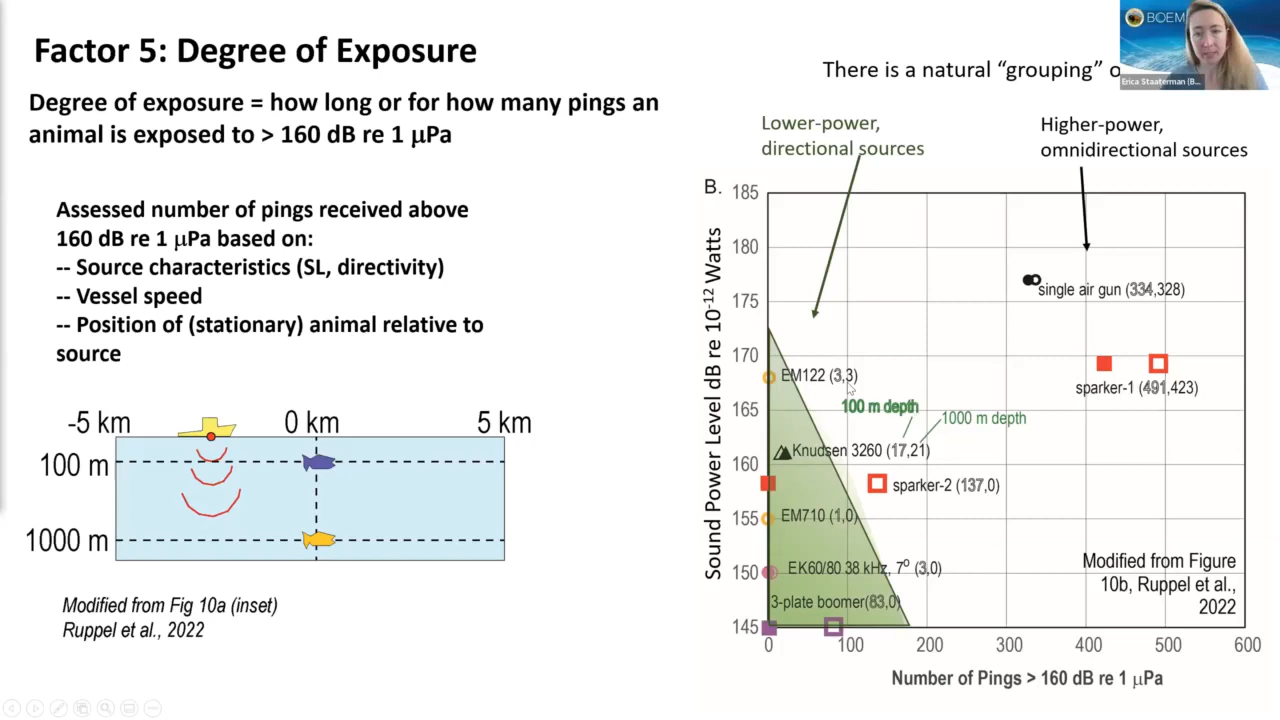 Factor 5: Degree of Exposure
Degree of exposure = how long or for how many pings an
animal is exposed to > 160 dB re 1 μPa
Assessed number of pings received above
160 dB re 1 μPa based on:
-- Source characteristics (SL, directivity)
-- Vessel speed
-- Position of (stationary) animal relative to
source
-5 km
0 km
5 km
100 m
1000 m
Modified from Fig 10a (inset)
Ruppel et al., 2022
There is a natural “grouping”
BOEM
Erica Staaterman (B...
Lower-power,
directional sources
Higher-power,
omnidirectional sources
B.
Sound Power Level dB re 10⁻¹² Watts
185
180
175
170
165
160
155
150
145
single air gun (334,328)
sparker-1 (491,423)
EM122 (3,3)
100 m depth
1000 m depth
Knudsen 3260 (17,21)
sparker-2 (137,0)
EM710 (1,0)
EK60/80 38 kHz, 7º (3,0)
3-plate boomer(83,0)
Modified from Figure
10b, Ruppel et al.,
2022
0
100
200
300
400
500
600
Number of Pings > 160 dB re 1 μPa